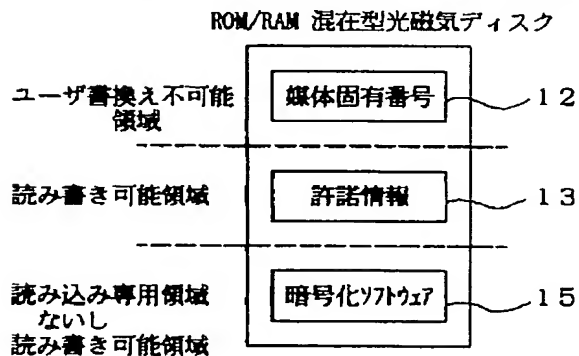 ROM/RAM 混在型光磁気ディスク
ユーザ書換え不可能
領域
媒体固有番号
12
読み書き可能領域
許諾情報
13
読み込み専用領域
ないし
読み書き可能領域
暗号化ソフトウェア
15